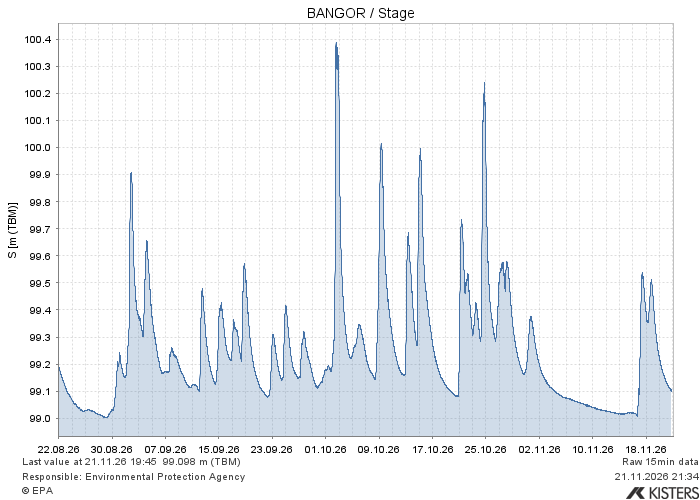 BANGOR / Stage
S [m (TBM)]
100.4
100.3
100.2
100.1
100.0
99.9
99.8
99.7
99.6
99.5
99.4
99.3
99.2
99.1
99.0
22.08.26 30.08.26 07.09.26 15.09.26 23.09.26 01.10.26 09.10.26 17.10.26 25.10.26 02.11.26 10.11.26 18.11.26
Last value at 21.11.26 19:45 99.098 m (TBM) Raw 15min data
Responsible: Environmental Protection Agency 21.11.2026 21:34
© EPA KISTERS